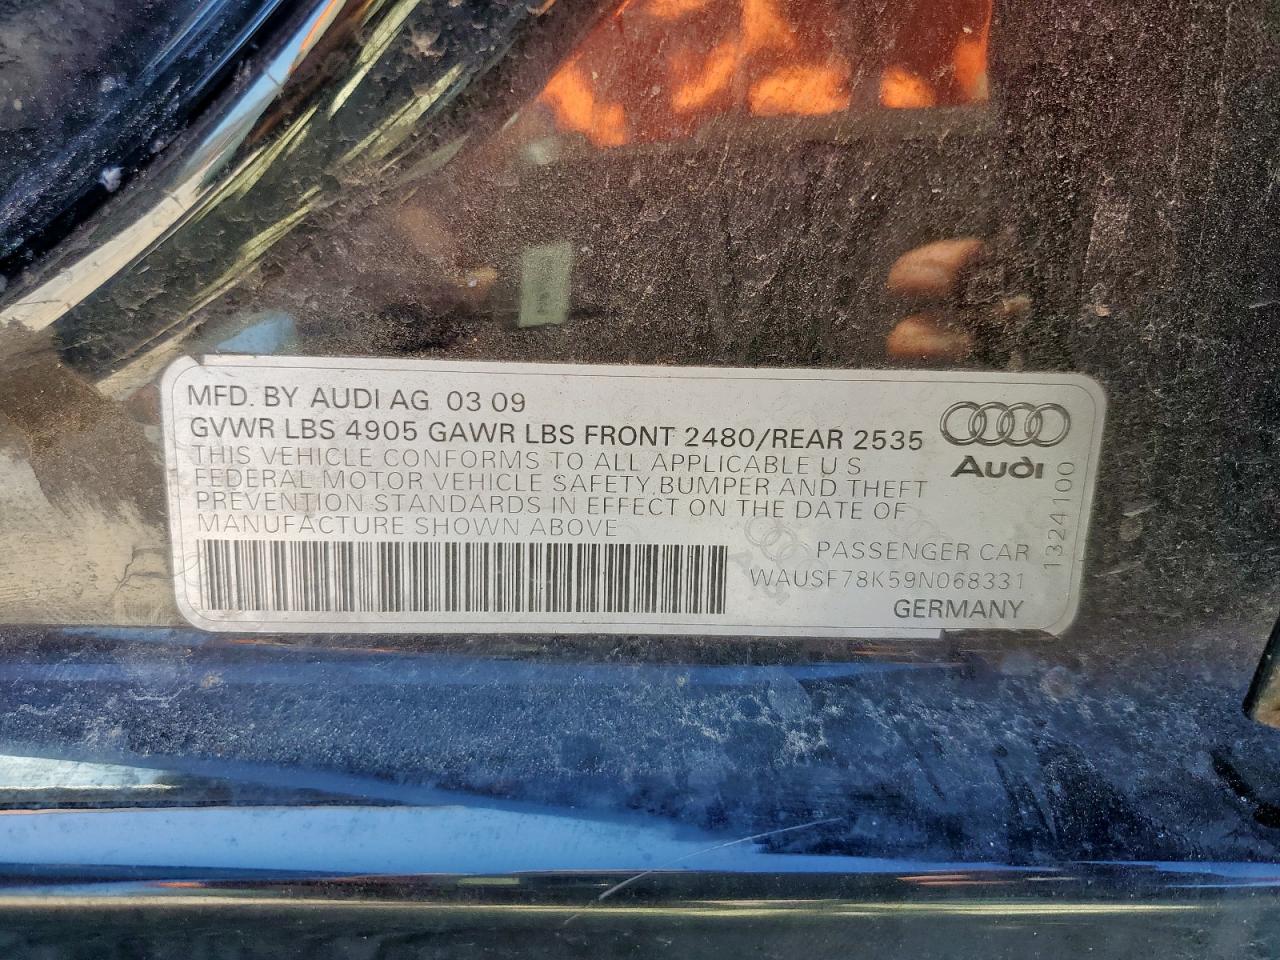 MFD. BY AUDI AG 03 09
GVWR LBS 4905 GAWR LBS FRONT 2480/REAR 2535
THIS VEHICLE CONFORMS TO ALL APPLICABLE U S
FEDERAL MOTOR VEHICLE SAFETY, BUMPER AND THEFT
PREVENTION STANDARDS IN EFFECT ON THE DATE OF
MANUFACTURE SHOWN ABOVE
PASSENGER CAR
WAUSF78K59N068331
GERMANY
Audi
1324100